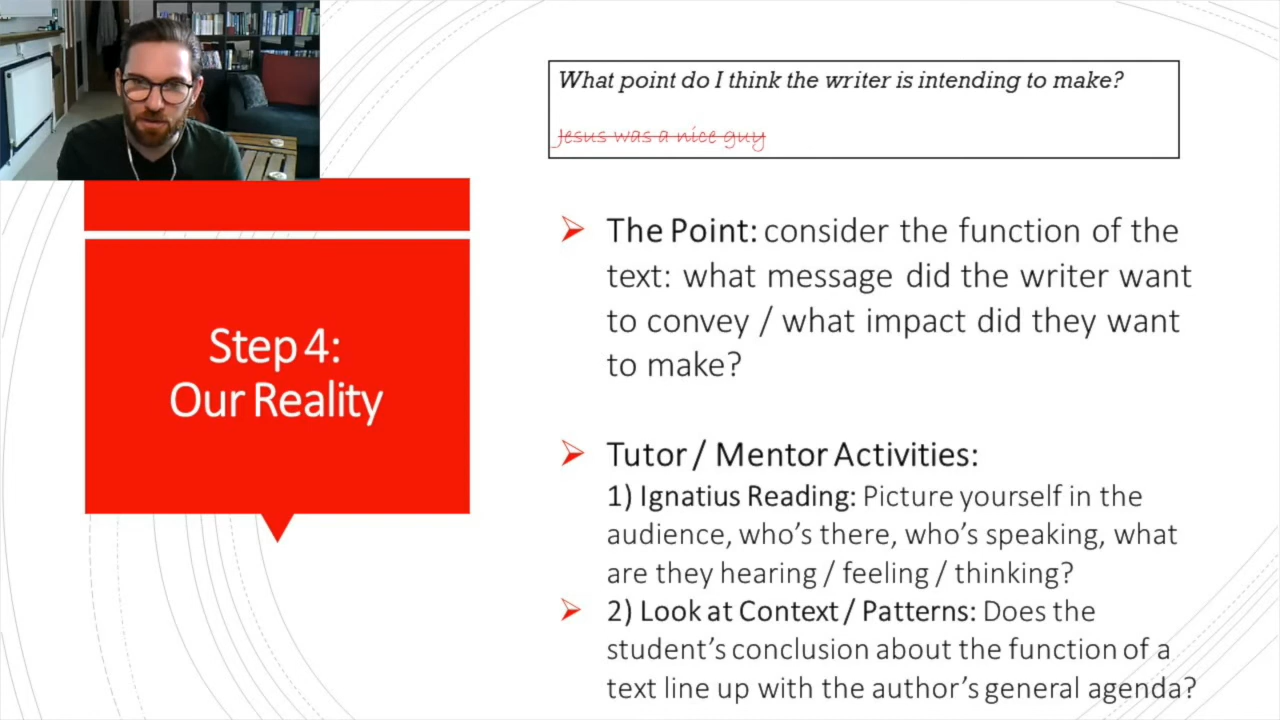 What point do I think the writer is intending to make?
Jesus was a nice guy
Step 4:
Our Reality
The Point: consider the function of the
text: what message did the writer want
to convey / what impact did they want
to make?
Tutor / Mentor Activities:
1) Ignatius Reading: Picture yourself in the
audience, who's there, who's speaking, what
are they hearing / feeling / thinking?
2) Look at Context / Patterns: Does the
student's conclusion about the function of a
text line up with the author's general agenda?